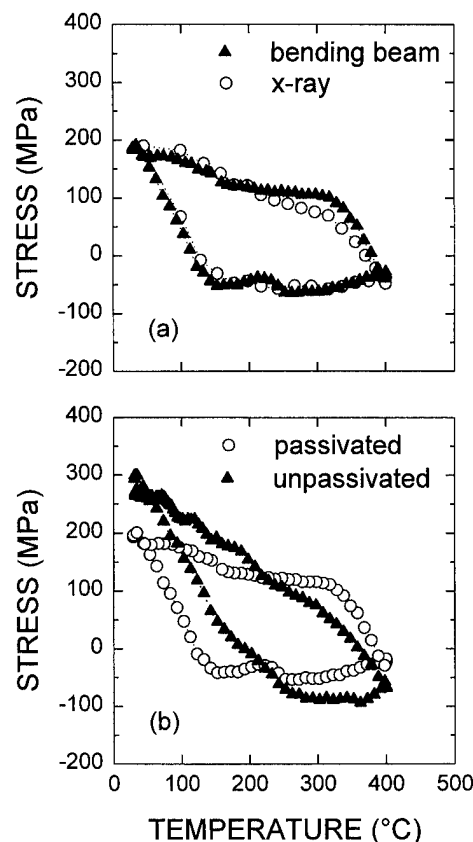 400
300
200
100
0
-100
-200
STRESS (MPa)
bending beam
x-ray
(a)
400
300
200
100
0
-100
-200
STRESS (MPa)
passivated
unpassivated
(b)
0 100 200 300 400 500
TEMPERATURE (°C)